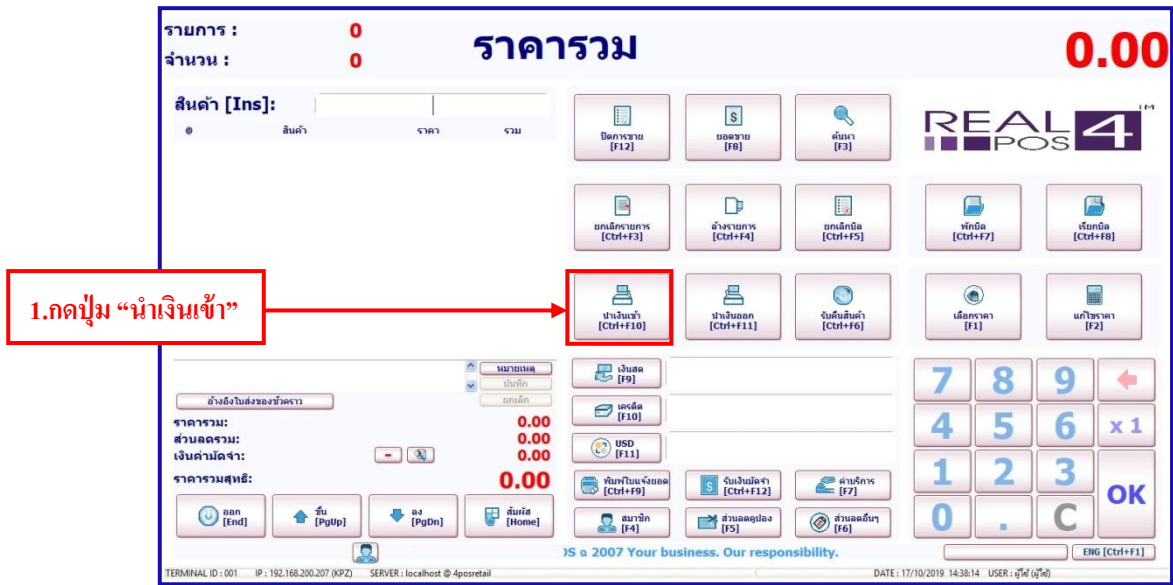 รายการ : 0
จำนวน : 0
ราคารวม
0.00
สินค้า [Ins]:
@ สินค้า ราคา รวม
ปิดการขาย
[F12]
ยอดขาย
[F8]
ค้นหา
[F3]
REAL
POS
4
TM
ยกเลิกรายการ
[Ctrl+F3]
ล้างรายการ
[Ctrl+F4]
ยกเลิกบิล
[Ctrl+F5]
พักบิล
[Ctrl+F7]
เรียกบิล
[Ctrl+F8]
1.กดปุ่ม “นำเงินเข้า”
นำเงินเข้า
[Ctrl+F10]
นำเงินออก
[Ctrl+F11]
รับคืนสินค้า
[Ctrl+F6]
เลือกราคา
[F1]
แก้ไขราคา
[F2]
หมายเหตุ
บันทึก
ยกเลิก
อ้างอิงใบส่งของชั่วคราว
ราคารวม: 0.00
ส่วนลดรวม: 0.00
เงินค่ามัดจำ: - 0.00
ราคารวมสุทธิ: 0.00
เงินสด
[F9]
เครดิต
[F10]
USD
[F11]
7 8 9
4 5 6 x 1
1 2 3 OK
0 . C
พิมพ์ใบแจ้งยอด
[Ctrl+F9]
รับเงินมัดจำ
[Ctrl+F12]
ค่าบริการ
[F7]
ออก
[End]
ขึ้น
[PgUp]
ลง
[PgDn]
สัมผัส
[Home]
สมาชิก
[F4]
ส่วนลดคูปอง
[F5]
ส่วนลดอื่นๆ
[F6]
OS ฉ 2007 Your business. Our responsibility.
ENG [Ctrl+F1]
TERMINAL ID : 001 IP : 192.168.200.207 (KPZ) SERVER : localhost @ 4posretail DATE : 17/10/2019 14:38:14 USER : ผู้ใช้ (ผู้ใช้)